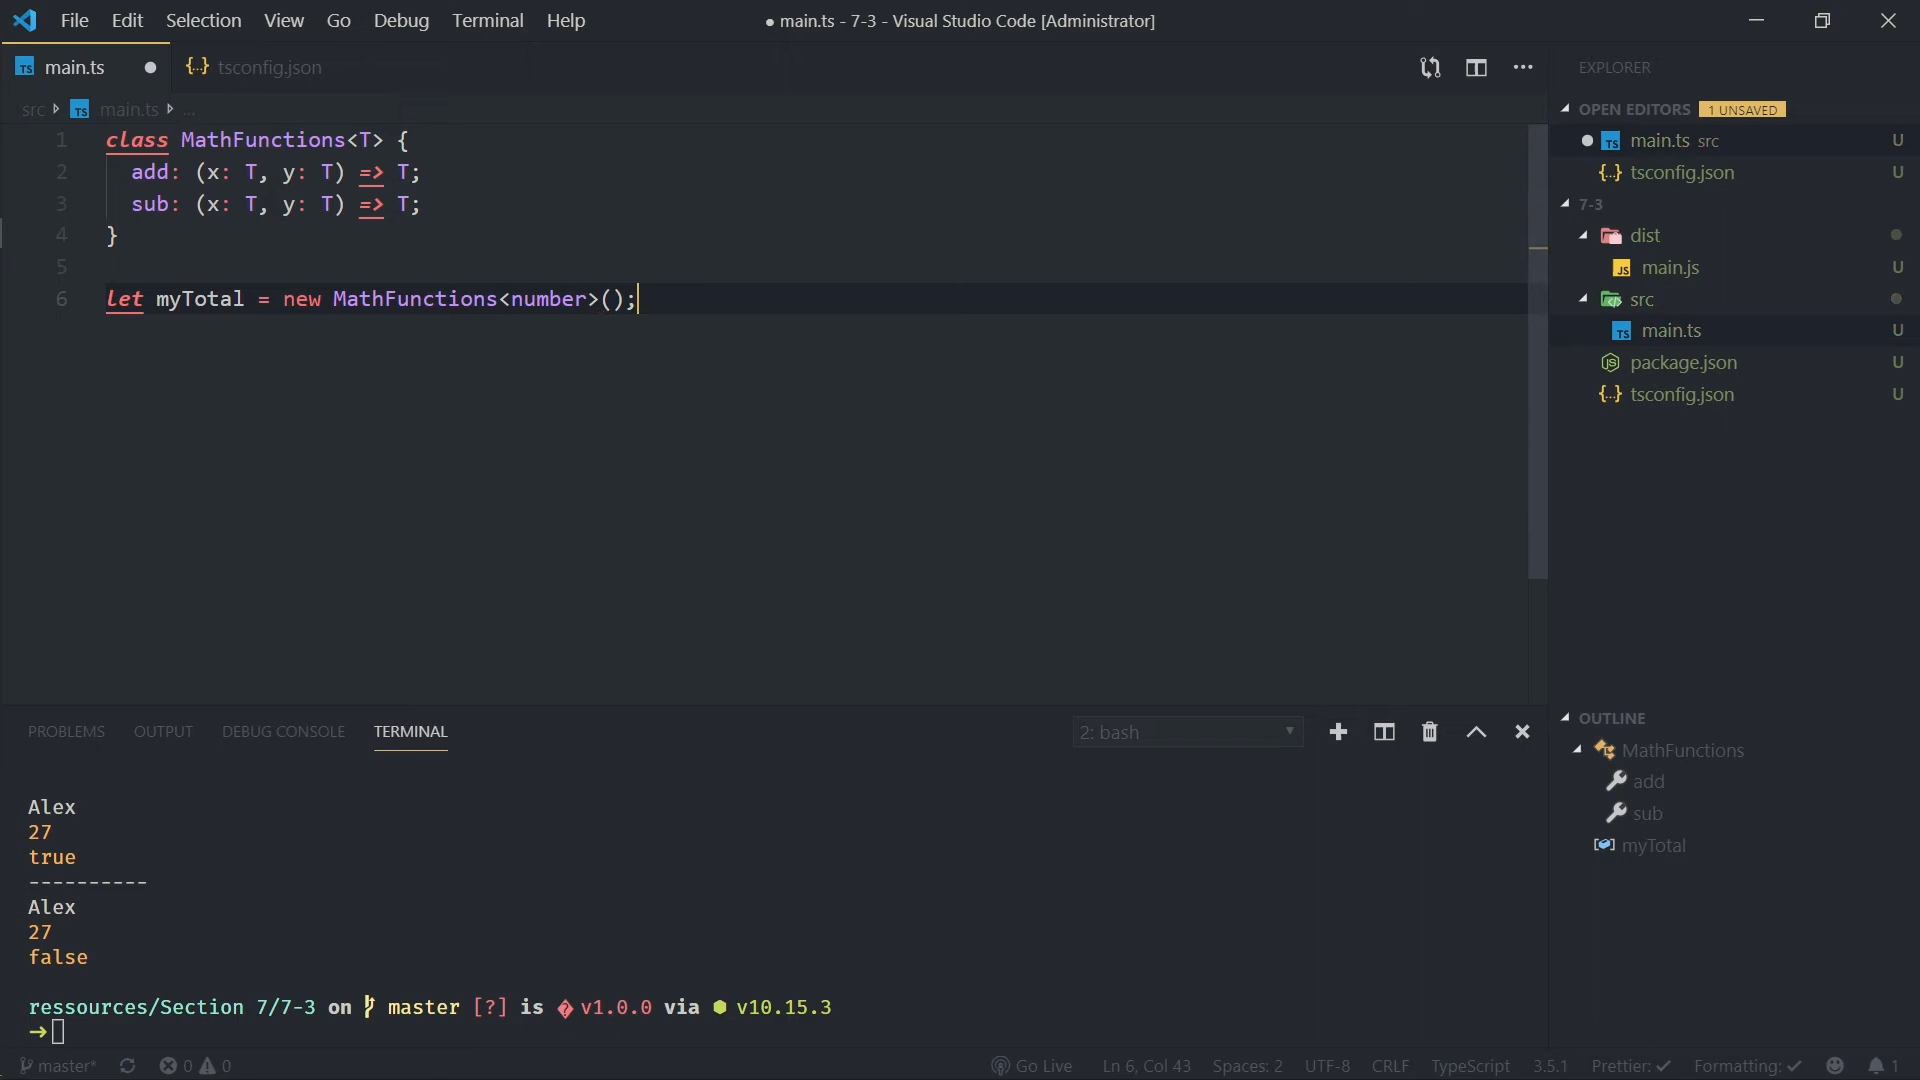 File Edit Selection View Go Debug Terminal Help
● main.ts - 7-3 - Visual Studio Code [Administrator]
TS main.ts ● {..} tsconfig.json
EXPLORER
src TS main.ts ...
OPEN EDITORS 1 UNSAVED
1 class MathFunctions<T> {
2 add: (x: T, y: T) => T;
3 sub: (x: T, y: T) => T;
4 }
5
6 let myTotal = new MathFunctions<number>();
● TS main.ts src U
{..} tsconfig.json U
7-3
dist
JS main.js U
src
TS main.ts U
JS package.json U
{..} tsconfig.json U
PROBLEMS OUTPUT DEBUG CONSOLE TERMINAL
2: bash
Alex
27
true
----------
Alex
27
false
ressources/Section 7/7-3 on master [?] is v1.0.0 via v10.15.3
→
OUTLINE
MathFunctions
add
sub
myTotal
master* 0 0
Go Live Ln 6, Col 43 Spaces: 2 UTF-8 CRLF TypeScript 3.5.1 Prettier: ✓ Formatting: ✓ 1